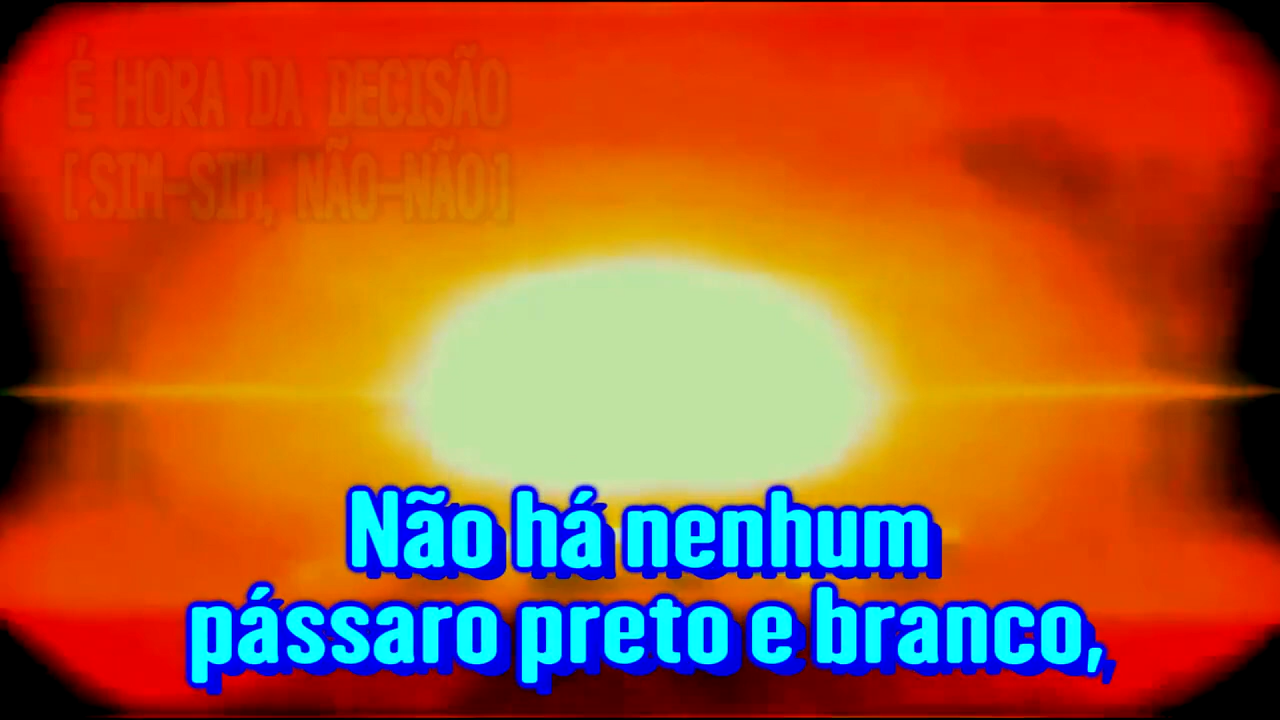 É HORA DA DECISÃO
[SIM-SIM, NÃO-NÃO]
Não há nenhum
pássaro preto e branco,